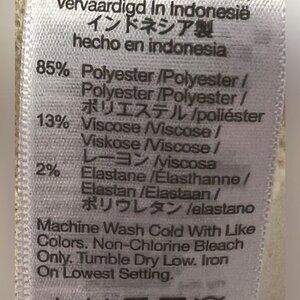 Vervaardigd In Indonesië
インドネシア製
hecho en indonesia
85% Polyester /Polyester /
Polyester /Polyester /
ポリエステル /poliéster
13% Viscose /Viscose /
Viskose /Viscose /
レーヨン /viscosa
2% Elastane /Elasthanne /
Elastan /Elastaan /
ポリウレタン /elastano
Machine Wash Cold With Like
Colors. Non-Chlorine Bleach
Only. Tumble Dry Low. Iron
On Lowest Setting.